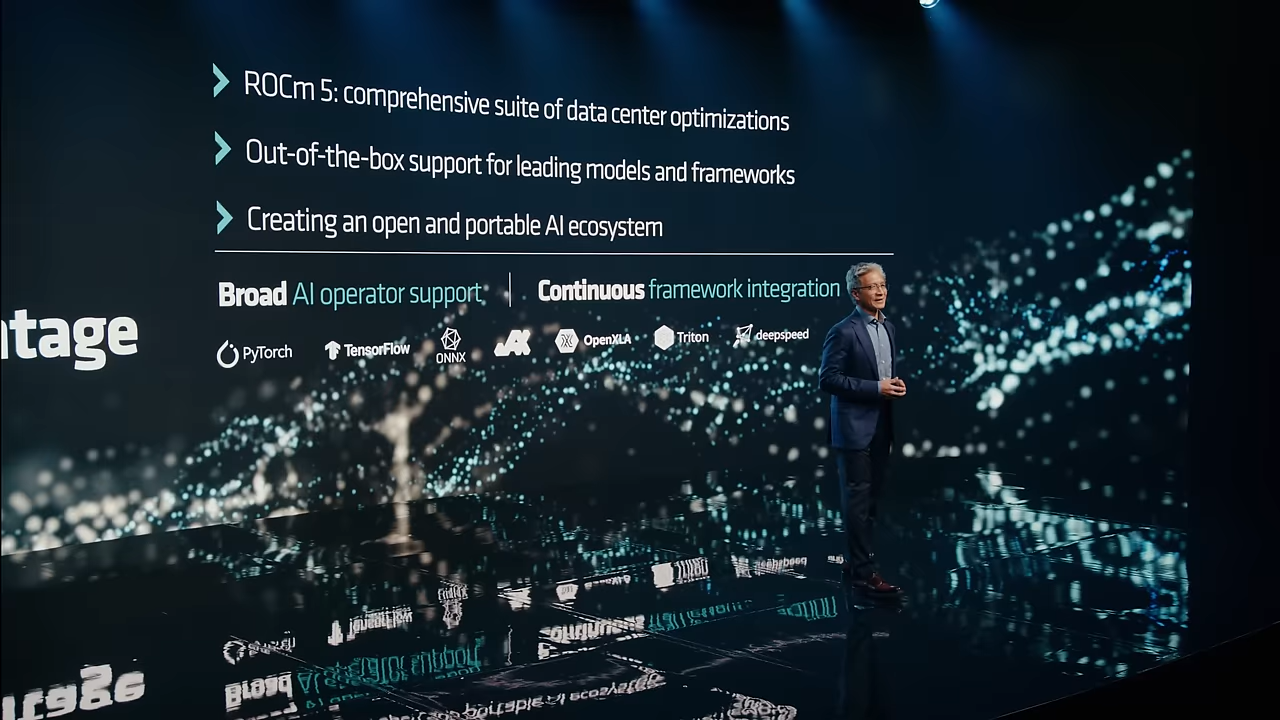 ROCm 5: comprehensive suite of data center optimizations
Out-of-the-box support for leading models and frameworks
Creating an open and portable AI ecosystem
Broad AI operator support
Continuous framework integration
PyTorch
TensorFlow
ONNX
JAX
OpenXLA
Triton
deepspeed